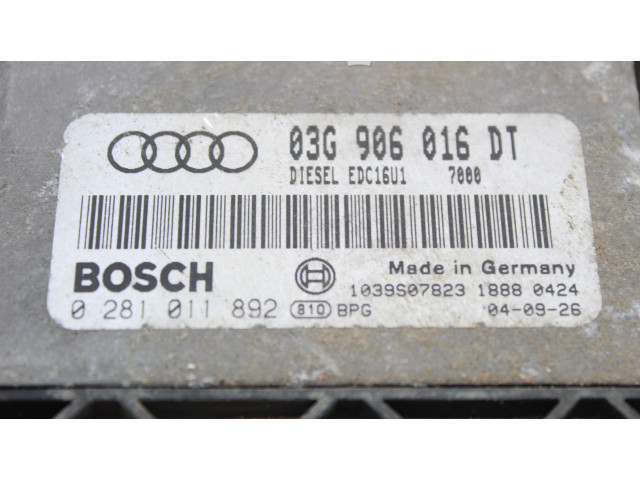 03G 906 016 DT
DIESEL EDC16U1 7000
BOSCH
Made in Germany
1039S07823 1888 0424
0 281 011 892 810 BPG 04-09-26